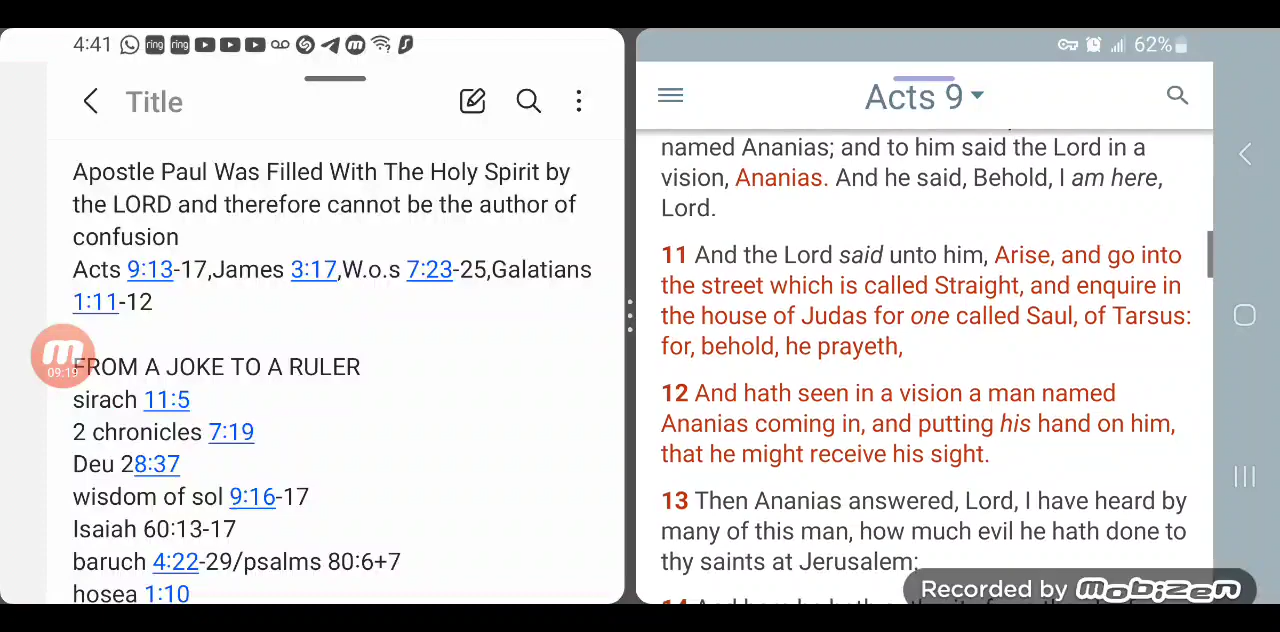 4:41
ring ring
Title
Apostle Paul Was Filled With The Holy Spirit by
the LORD and therefore cannot be the author of
confusion
Acts 9:13-17,James 3:17,W.o.s 7:23-25,Galatians
1:11-12
09:19
FROM A JOKE TO A RULER
sirach 11:5
2 chronicles 7:19
Deu 28:37
wisdom of sol 9:16-17
Isaiah 60:13-17
baruch 4:22-29/psalms 80:6+7
hosea 1:10
62%
Acts 9
named Ananias; and to him said the Lord in a
vision, Ananias. And he said, Behold, I am here,
Lord.
11 And the Lord said unto him, Arise, and go into
the street which is called Straight, and enquire in
the house of Judas for one called Saul, of Tarsus:
for, behold, he prayeth,
12 And hath seen in a vision a man named
Ananias coming in, and putting his hand on him,
that he might receive his sight.
13 Then Ananias answered, Lord, I have heard by
many of this man, how much evil he hath done to
thy saints at Jerusalem:
Recorded by mobizen